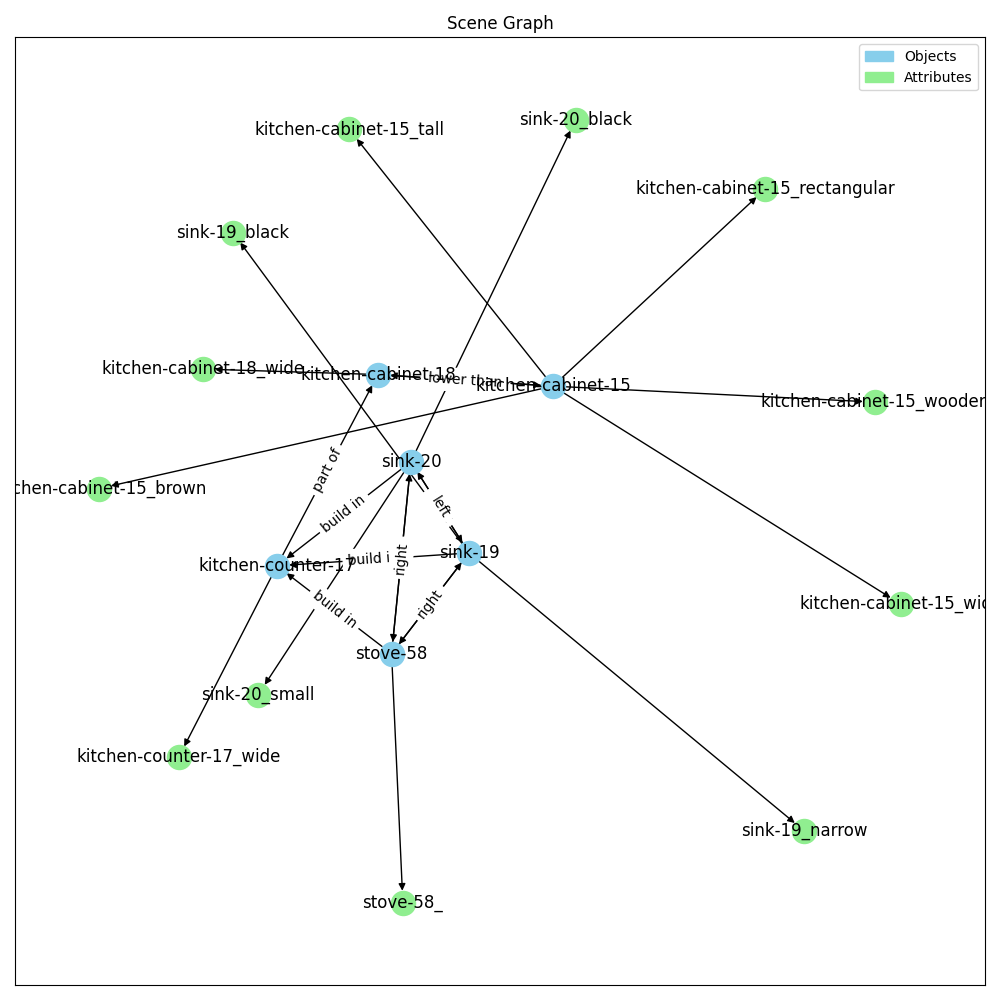 Scene Graph
Objects
Attributes
sink-20_black
kitchen-cabinet-15_tall
kitchen-cabinet-15_rectangular
sink-19_black
kitchen-cabinet-18_wide
kitchen-cabinet-18
lower than
kitchen-cabinet-15
kitchen-cabinet-15_wooden
sink-20
part of
chen-cabinet-15_brown
left
build in
sink-19
build i
right
kitchen-counter-17
right
build in
kitchen-cabinet-15_wid
stove-58
sink-20_small
kitchen-counter-17_wide
sink-19_narrow
stove-58_